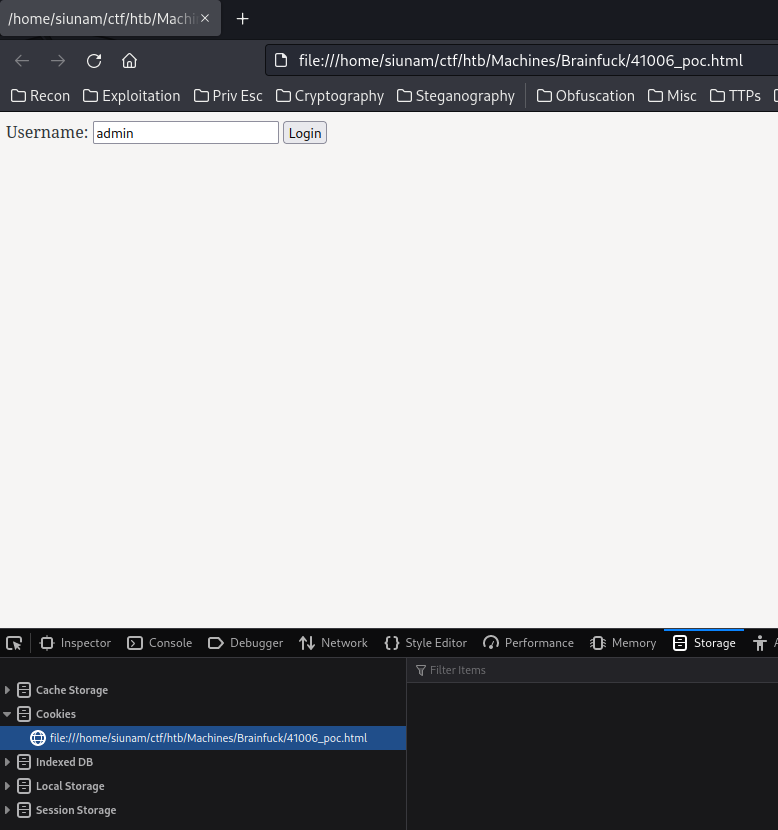 /home/siunam/ctf/htb/Machi
file:///home/siunam/ctf/htb/Machines/Brainfuck/41006_poc.html
Recon Exploitation Priv Esc Cryptography Steganography Obfuscation Misc TTPs
Username: admin Login
Inspector Console Debugger Network Style Editor Performance Memory Storage A
Filter Items
Cache Storage
Cookies
file:///home/siunam/ctf/htb/Machines/Brainfuck/41006_poc.html
Indexed DB
Local Storage
Session Storage